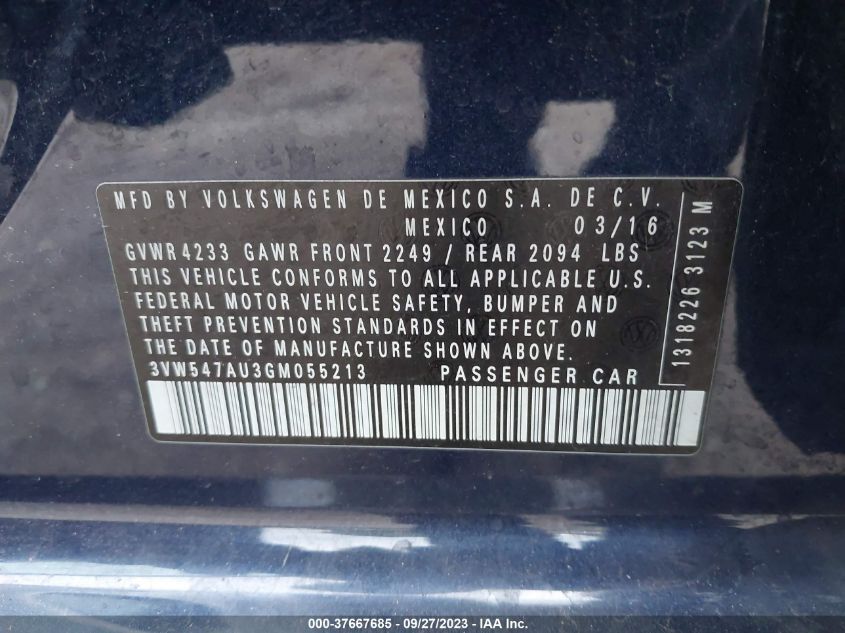 MFD BY VOLKSWAGEN DE MEXICO S.A. DE C.V.
MEXICO 03/16
GVWR 4233 GAWR FRONT 2249 / REAR 2094 LBS
THIS VEHICLE CONFORMS TO ALL APPLICABLE U.S.
FEDERAL MOTOR VEHICLE SAFETY, BUMPER AND
THEFT PREVENTION STANDARDS IN EFFECT ON
THE DATE OF MANUFACTURE SHOWN ABOVE.
3VW547AU3GM055213 PASSENGER CAR
1318226 3123 M
000-37667685 - 09/27/2023 - IAAI.com